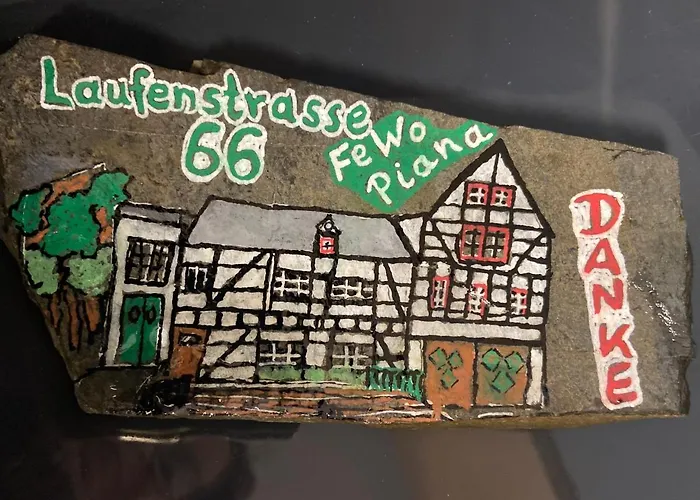 Laufenstrasse
66
FeWo
Piana
DANKE